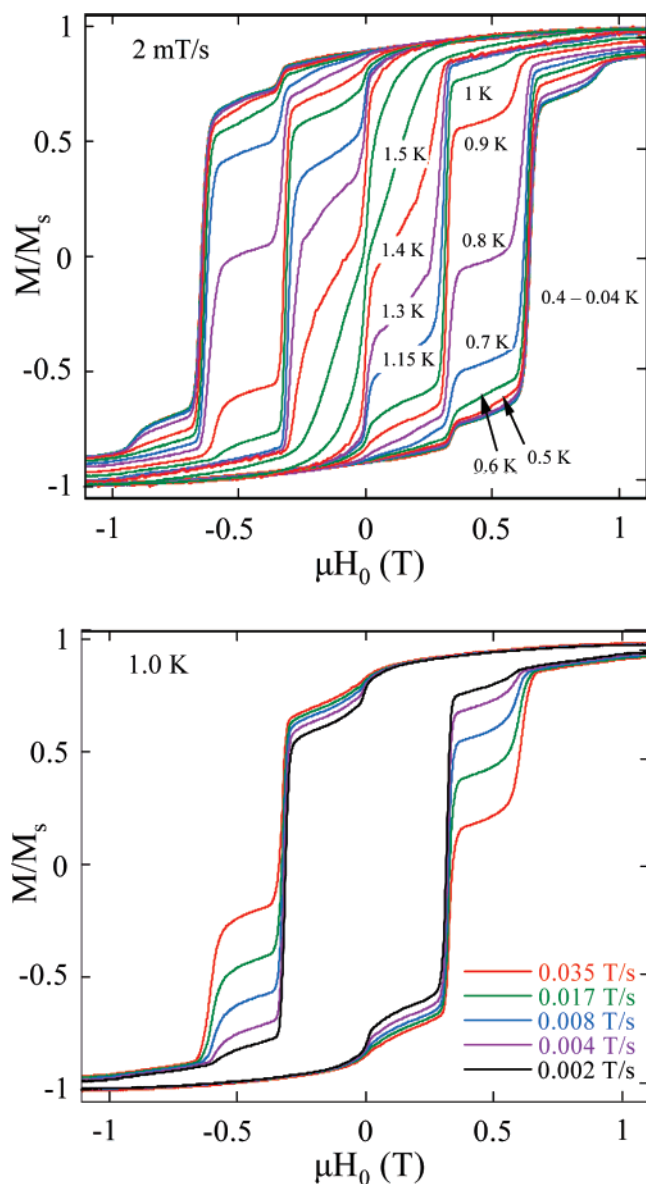 2 mT/s
1
0.5
0
-0.5
-1
M/Mₛ
1 K
0.9 K
1.5 K
0.8 K
1.4 K
0.4 – 0.04 K
1.3 K
0.7 K
1.15 K
0.6 K
0.5 K
-1 -0.5 0 0.5 1
μH₀ (T)
1.0 K
1
0.5
0
-0.5
-1
M/Mₛ
0.035 T/s
0.017 T/s
0.008 T/s
0.004 T/s
0.002 T/s
-1 -0.5 0 0.5 1
μH₀ (T)